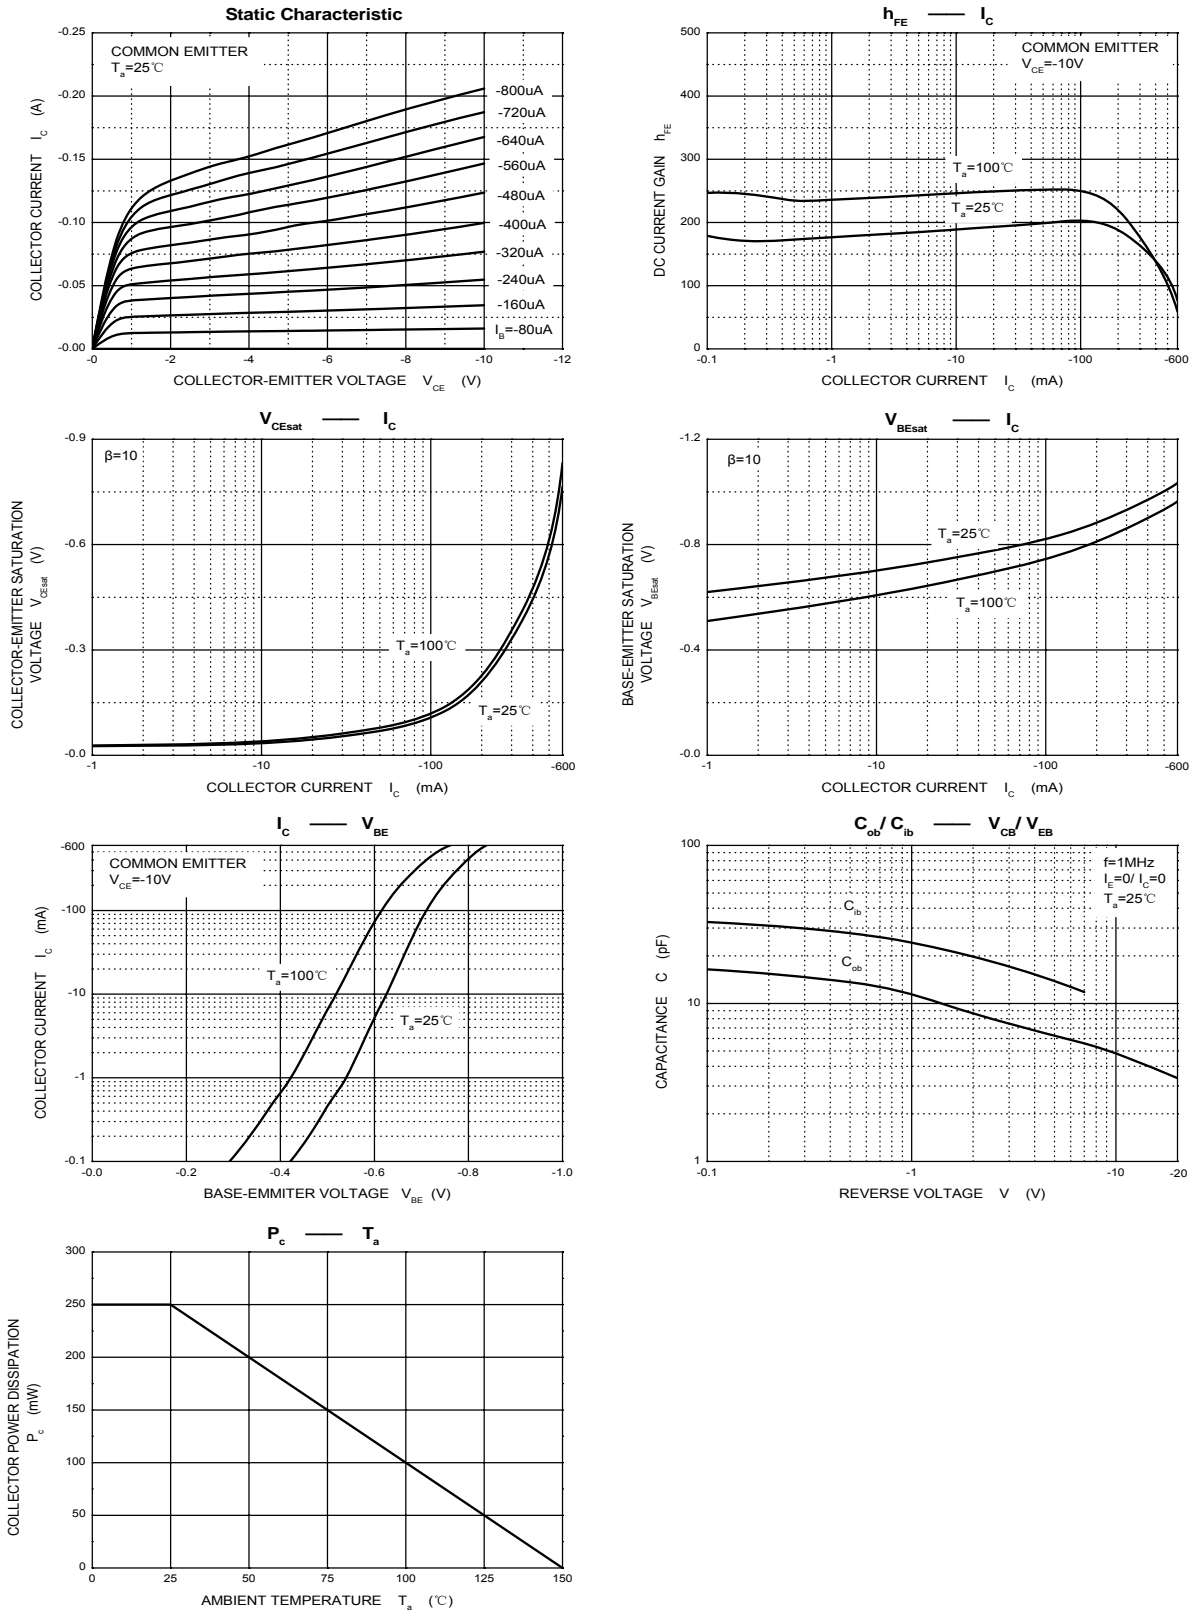 Static Characteristic
COMMON EMITTER
Ta=25℃
-0.25
-0.20
-0.15
-0.10
-0.05
-0.00
COLLECTOR CURRENT IC (A)
-800uA
-720uA
-640uA
-560uA
-480uA
-400uA
-320uA
-240uA
-160uA
IB=-80uA
-0 -2 -4 -6 -8 -10 -12
COLLECTOR-EMITTER VOLTAGE VCE (V)
hFE —— IC
COMMON EMITTER
VCE=-10V
500
400
300
200
100
0
DC CURRENT GAIN hFE
Ta=100℃
Ta=25℃
-0.1 -1 -10 -100 -600
COLLECTOR CURRENT IC (mA)
VCEsat —— IC
β=10
-0.9
-0.6
-0.3
-0.0
COLLECTOR-EMITTER SATURATION
VOLTAGE VCEsat (V)
Ta=100℃
Ta=25℃
-1 -10 -100 -600
COLLECTOR CURRENT IC (mA)
VBEsat —— IC
β=10
-1.2
-0.8
-0.4
-0.0
BASE-EMITTER SATURATION
VOLTAGE VBEsat (V)
Ta=25℃
Ta=100℃
-1 -10 -100 -600
COLLECTOR CURRENT IC (mA)
IC —— VBE
COMMON EMITTER
VCE=-10V
-600
-100
-10
-1
-0.1
COLLECTOR CURRENT IC (mA)
Ta=100℃
Ta=25℃
-0.0 -0.2 -0.4 -0.6 -0.8 -1.0
BASE-EMMITER VOLTAGE VBE (V)
Cob/ Cib —— VCB/ VEB
f=1MHz
IE=0/ IC=0
Ta=25℃
100
10
1
CAPACITANCE C (pF)
Cib
Cob
-0.1 -1 -10 -20
REVERSE VOLTAGE V (V)
Pc —— Ta
300
250
200
150
100
50
0
COLLECTOR POWER DISSIPATION
Pc (mW)
0 25 50 75 100 125 150
AMBIENT TEMPERATURE Ta (℃)